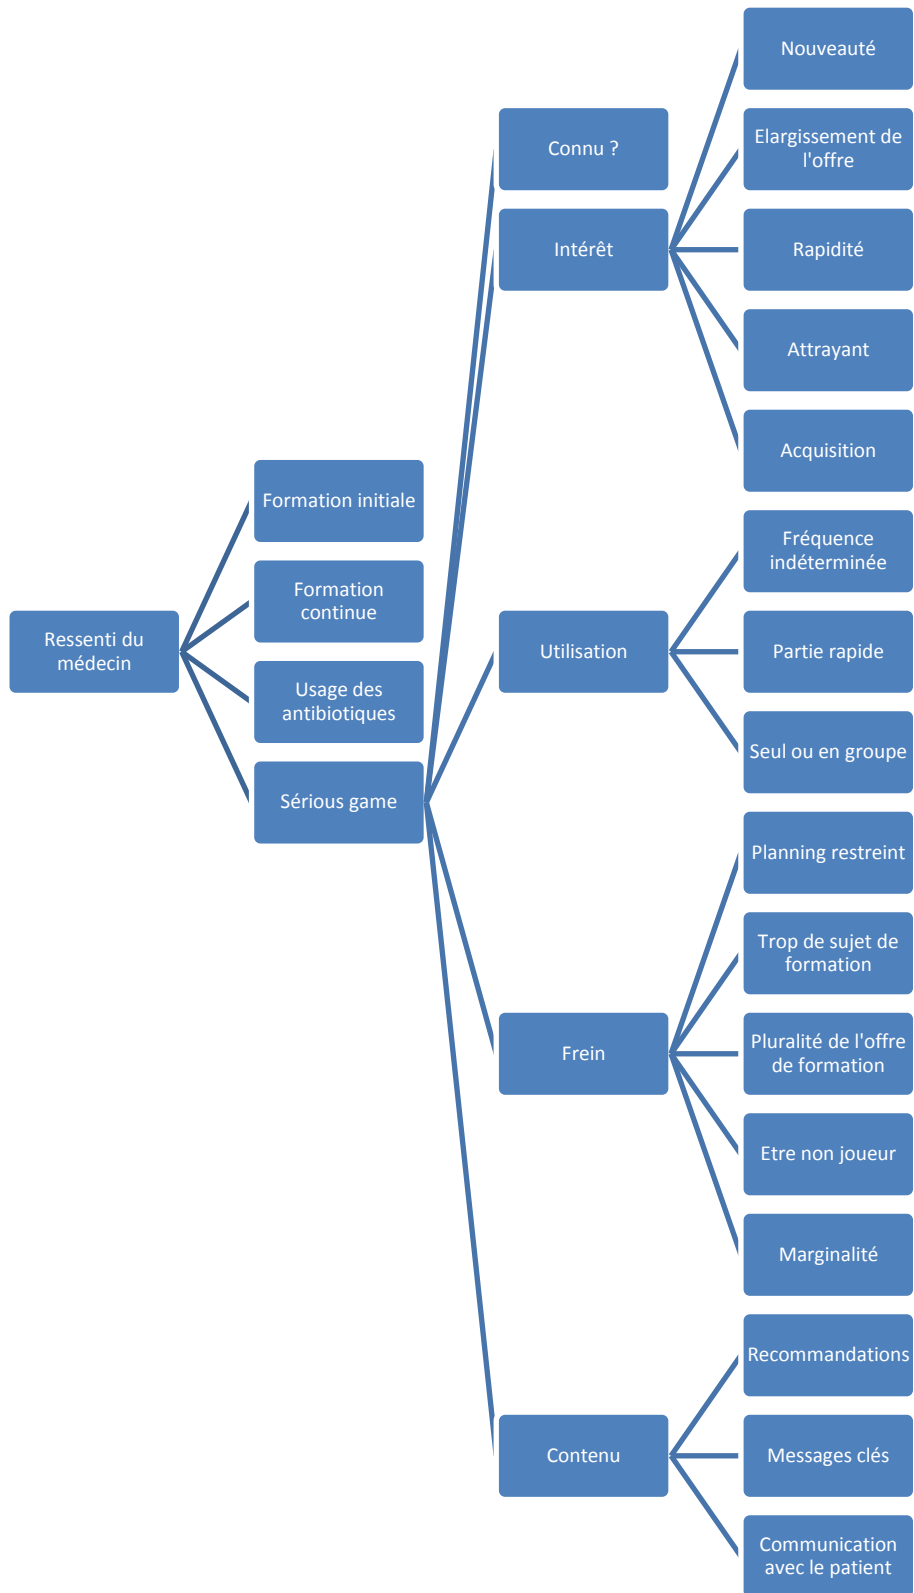 Ressenti du
médecin
Formation initiale
Formation
continue
Usage des
antibiotiques
Sérious game
Connu ?
Intérêt
Nouveauté
Elargissement de
l'offre
Rapidité
Attrayant
Acquisition
Utilisation
Fréquence
indéterminée
Partie rapide
Seul ou en groupe
Frein
Planning restreint
Trop de sujet de
formation
Pluralité de l'offre
de formation
Etre non joueur
Marginalité
Contenu
Recommandations
Messages clés
Communication
avec le patient